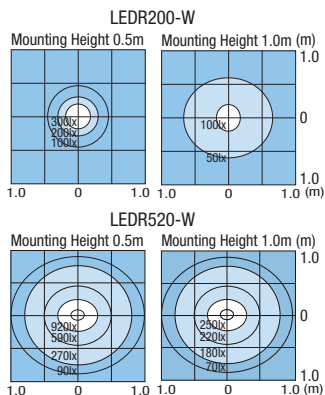 LEDR200-W
Mounting Height 0.5m Mounting Height 1.0m (m)
1.0
300lx
200lx
100lx
100lx
50lx
0
1.0
1.0 0 1.0 1.0 0 1.0 (m)
LEDR520-W
Mounting Height 0.5m Mounting Height 1.0m (m)
1.0
920lx
590lx
270lx
90lx
250lx
220lx
180lx
70lx
0
1.0
1.0 0 1.0 1.0 0 1.0 (m)